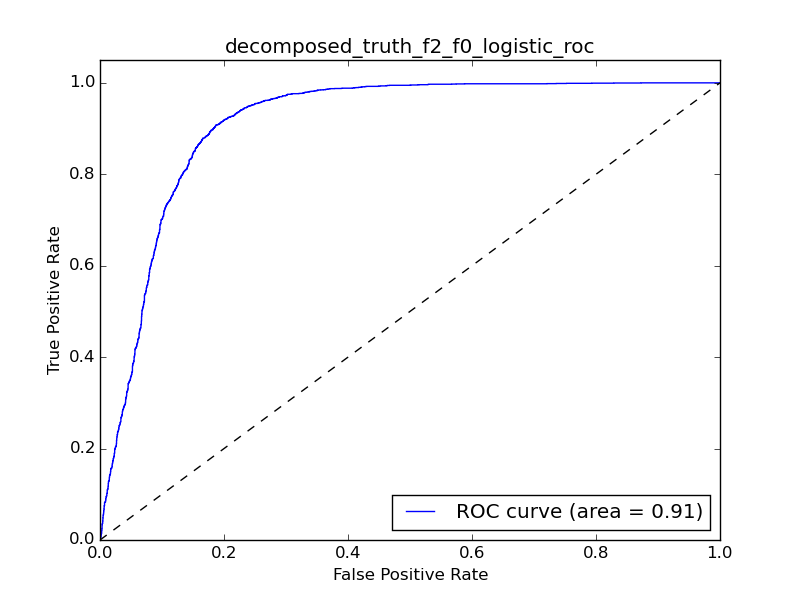 decomposed_truth_f2_f0_logistic_roc
1.0
0.8
0.6
0.4
0.2
0.0
True Positive Rate
ROC curve (area = 0.91)
0.0 0.2 0.4 0.6 0.8 1.0
False Positive Rate